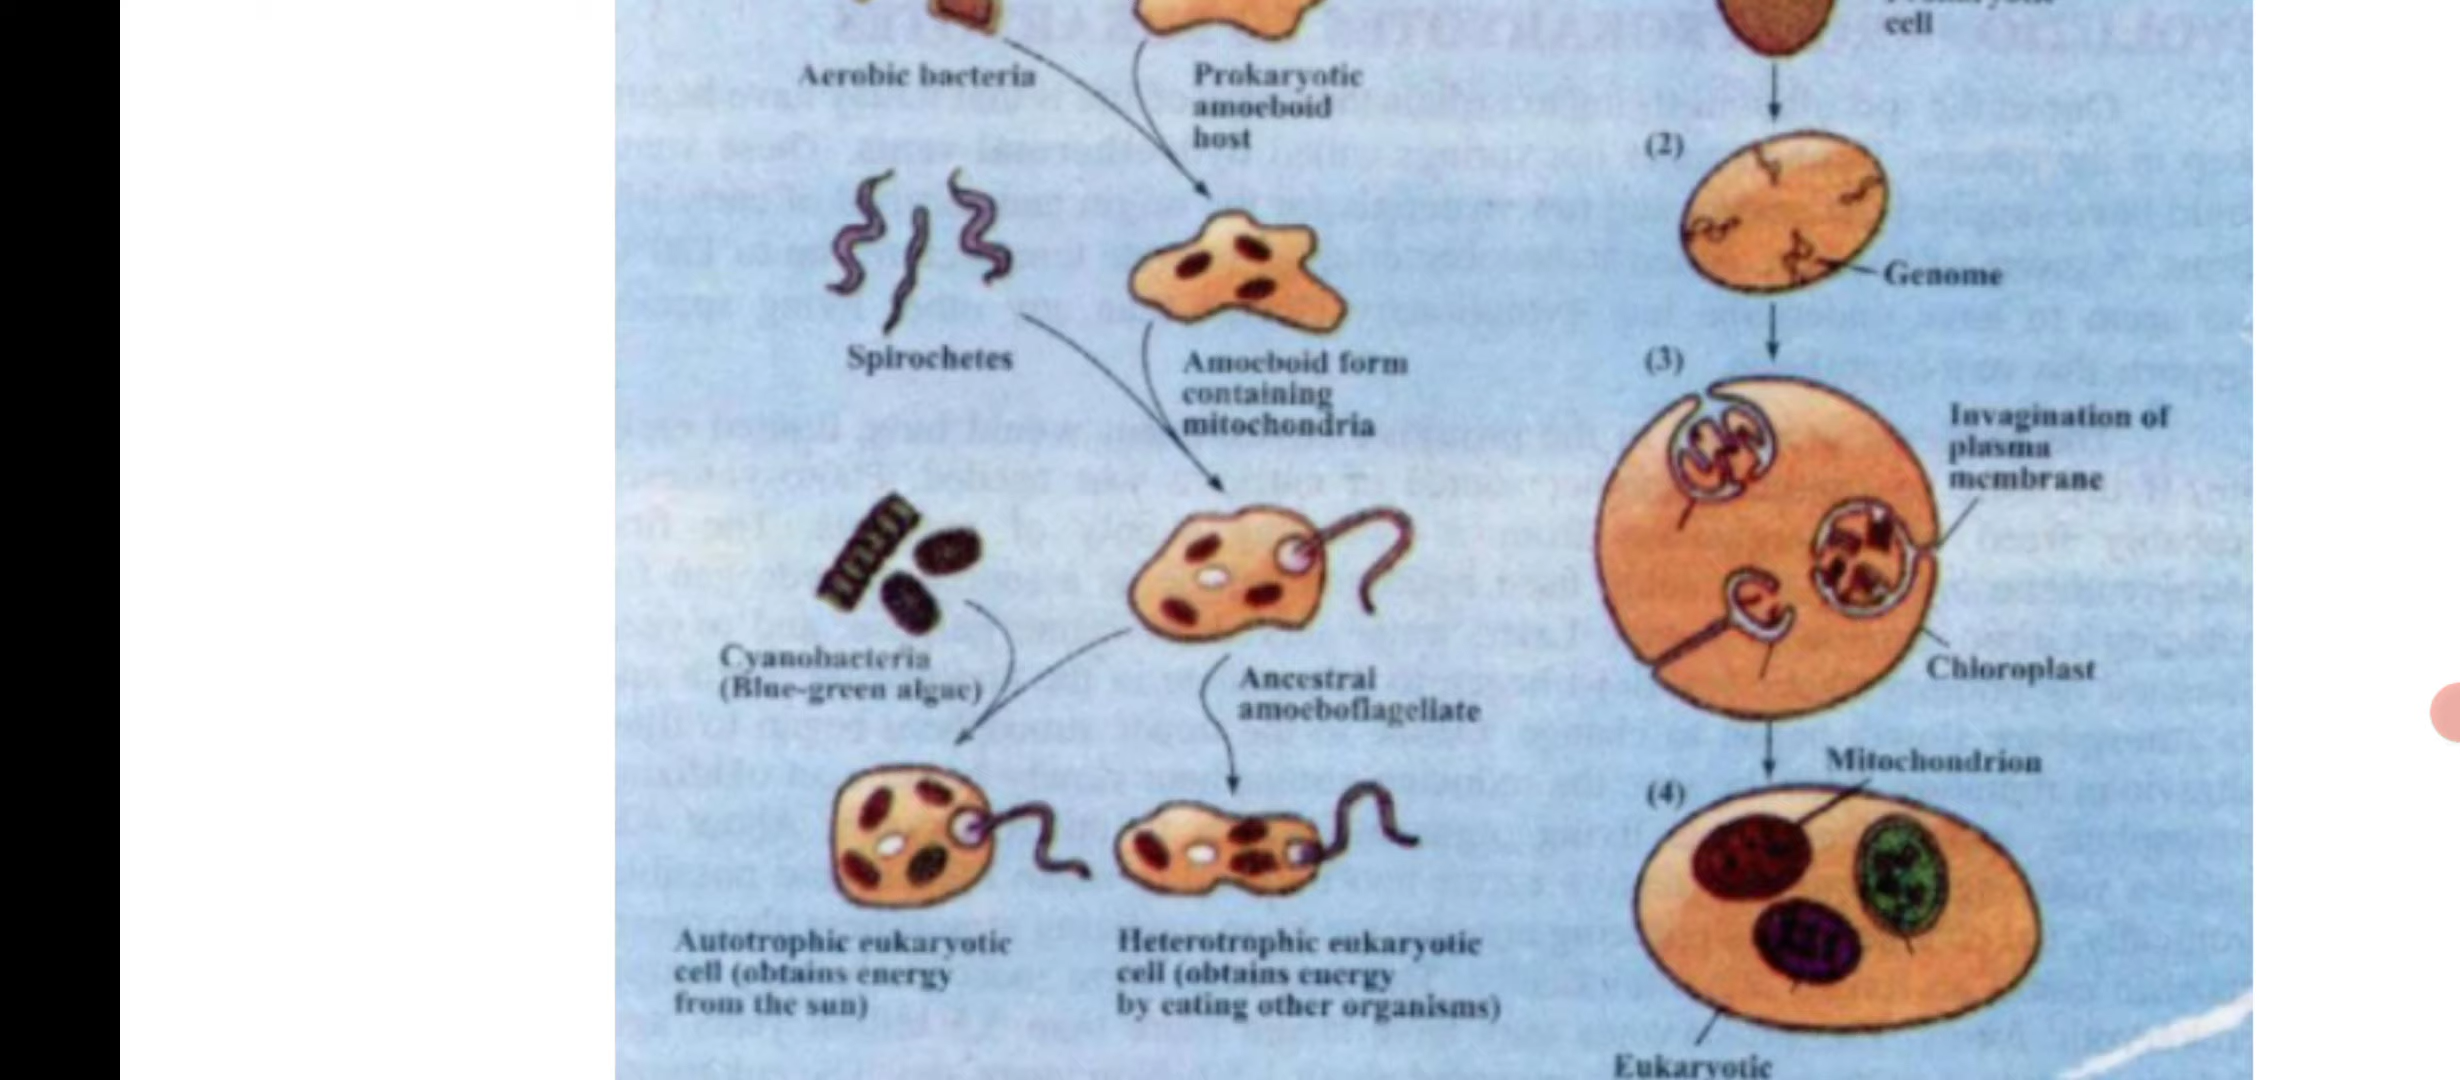 cell
Aerobic bacteria
Prokaryotic
amoeboid
host
Spirochetes
Amoeboid form
containing
mitochondria
Cyanobacteria
(Blue-green algae)
Ancestral
amoeboflagellate
Autotrophic eukaryotic
cell (obtains energy
from the sun)
Heterotrophic eukaryotic
cell (obtains energy
by eating other organisms)
(2)
Genome
(3)
Invagination of
plasma
membrane
Chloroplast
Mitochondrion
(4)
Eukaryotic